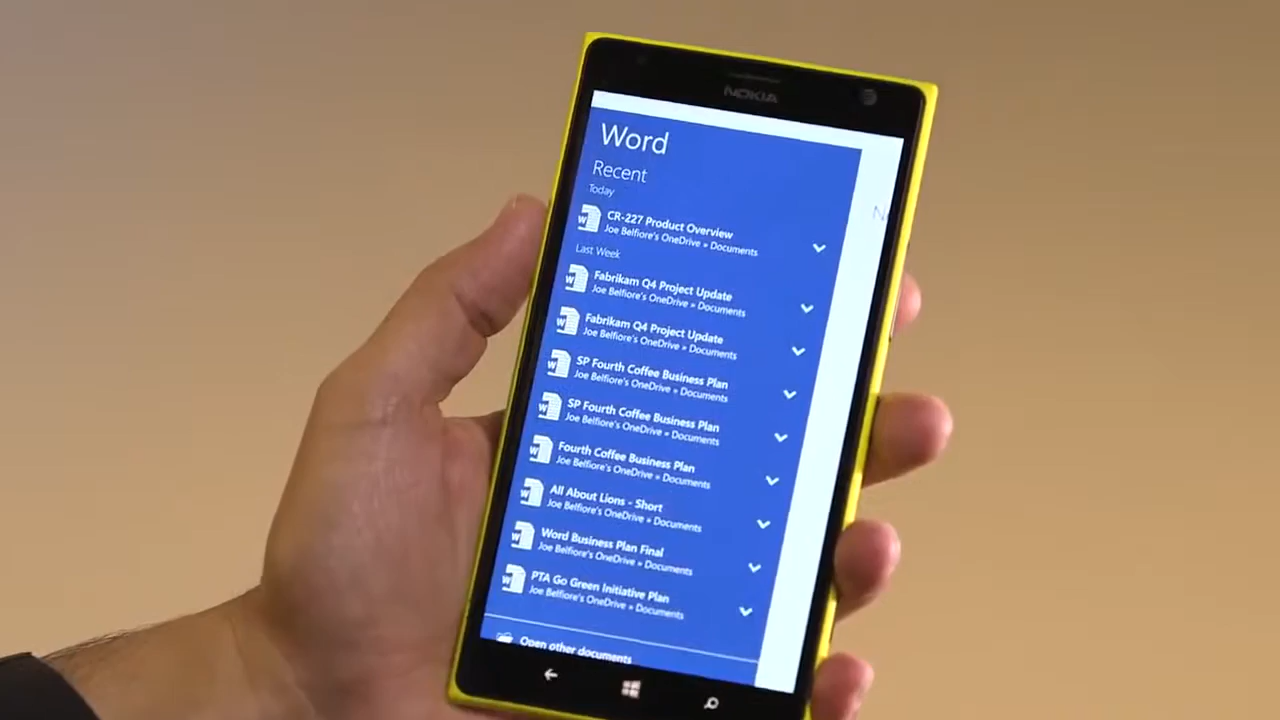 NOKIA
Word
Recent
Today
CR-227 Product Overview
Joe Belfiore's OneDrive » Documents
Last Week
Fabrikam Q4 Project Update
Joe Belfiore's OneDrive » Documents
Fabrikam Q4 Project Update
Joe Belfiore's OneDrive » Documents
SP Fourth Coffee Business Plan
Joe Belfiore's OneDrive » Documents
SP Fourth Coffee Business Plan
Joe Belfiore's OneDrive » Documents
Fourth Coffee Business Plan
Joe Belfiore's OneDrive » Documents
All About Lions - Short
Joe Belfiore's OneDrive » Documents
Word Business Plan Final
Joe Belfiore's OneDrive » Documents
PTA Go Green Initiative Plan
Joe Belfiore's OneDrive » Documents
Open other documents